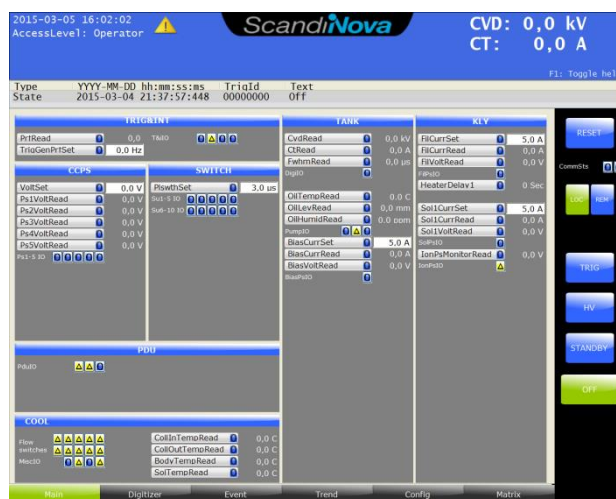 2015-03-05 16:02:02
AccessLevel: Operator
ScandiNova
CVD: 0,0 kV
CT: 0,0 A
F1: Toggle hel
Type YYYY-MM-DD hh:mm:ss:ms TrigId Text
State 2015-03-04 21:37:57:448 00000000 Off
TRIG&INT
PrfRead 0,0 T&IO
TrigGenPrfSet 0,0 Hz
CCPS
VoltSet 0,0 V
Ps1VoltRead 0,0 V
Ps2VoltRead 0,0 V
Ps3VoltRead 0,0 V
Ps4VoltRead 0,0 V
Ps5VoltRead 0,0 V
Ps1-5 IO
SWITCH
PlswthSet 3,0 µs
Su1-5 IO
Su6-10 IO
PDU
PduIO
COOL
Flow
switches
MiscIO
CollInTempRead 0,0 C
CollOutTempRead 0,0 C
BodyTempRead 0,0 C
SolTempRead 0,0 C
TANK
CvdRead 0,0 kV
CtRead 0,0 A
FwhmRead 0,0 µs
DigIO
OilTempRead 0.0 C
OilLevRead 0,0 mm
OilHumidRead 0.0 ppm
PumpIO
BiasCurrSet 5,0 A
BiasCurrRead 0,0 A
BiasVoltRead 0,0 V
BiasPsIO
KLY
FilCurrSet 5,0 A
FilCurrRead 0,0 A
FilVoltRead 0,0 V
FilPsIO
HeaterDelay1 0 Sec
Sol1CurrSet 5,0 A
Sol1CurrRead 0,0 A
Sol1VoltRead 0,0 V
SolPsIO
IonPsMonitorRead 0,0 V
IonPsIO
RESET
CommSts
LOC REM
TRIG
HV
STANDBY
OFF
Main Digitizer Event Trend Config Matrix